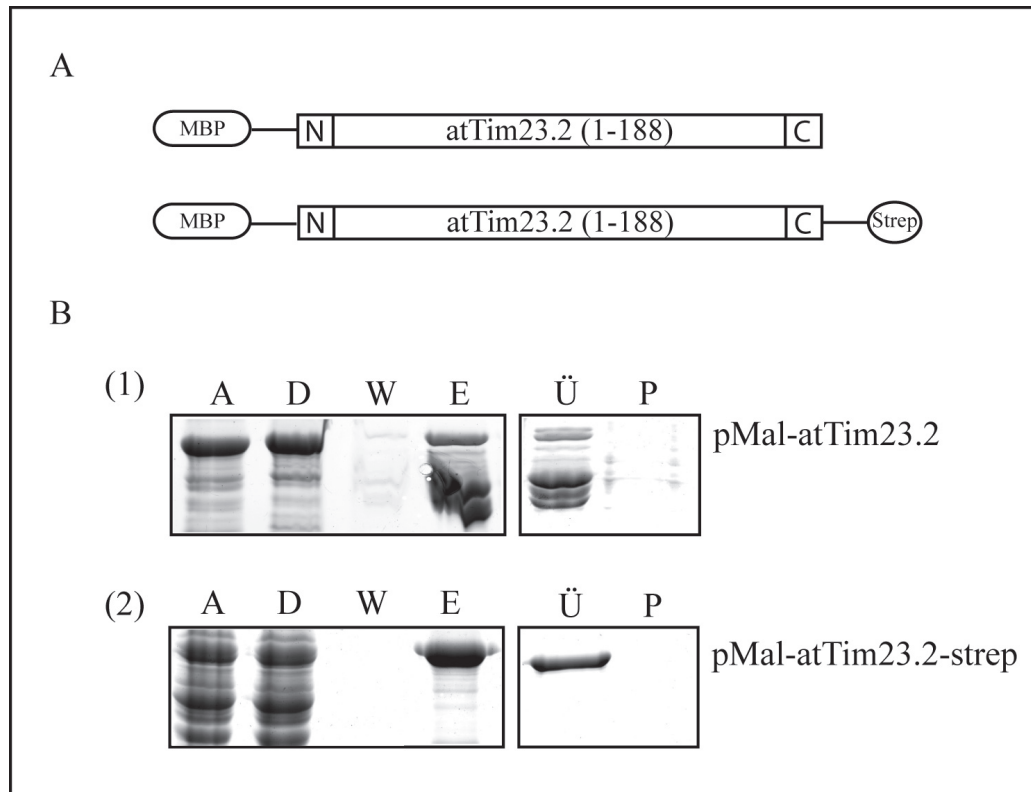 A
MBP N atTim23.2 (1-188) C
MBP N atTim23.2 (1-188) C Strep
B
(1) A D W E Ü P
pMal-atTim23.2
(2) A D W E Ü P
pMal-atTim23.2-strep